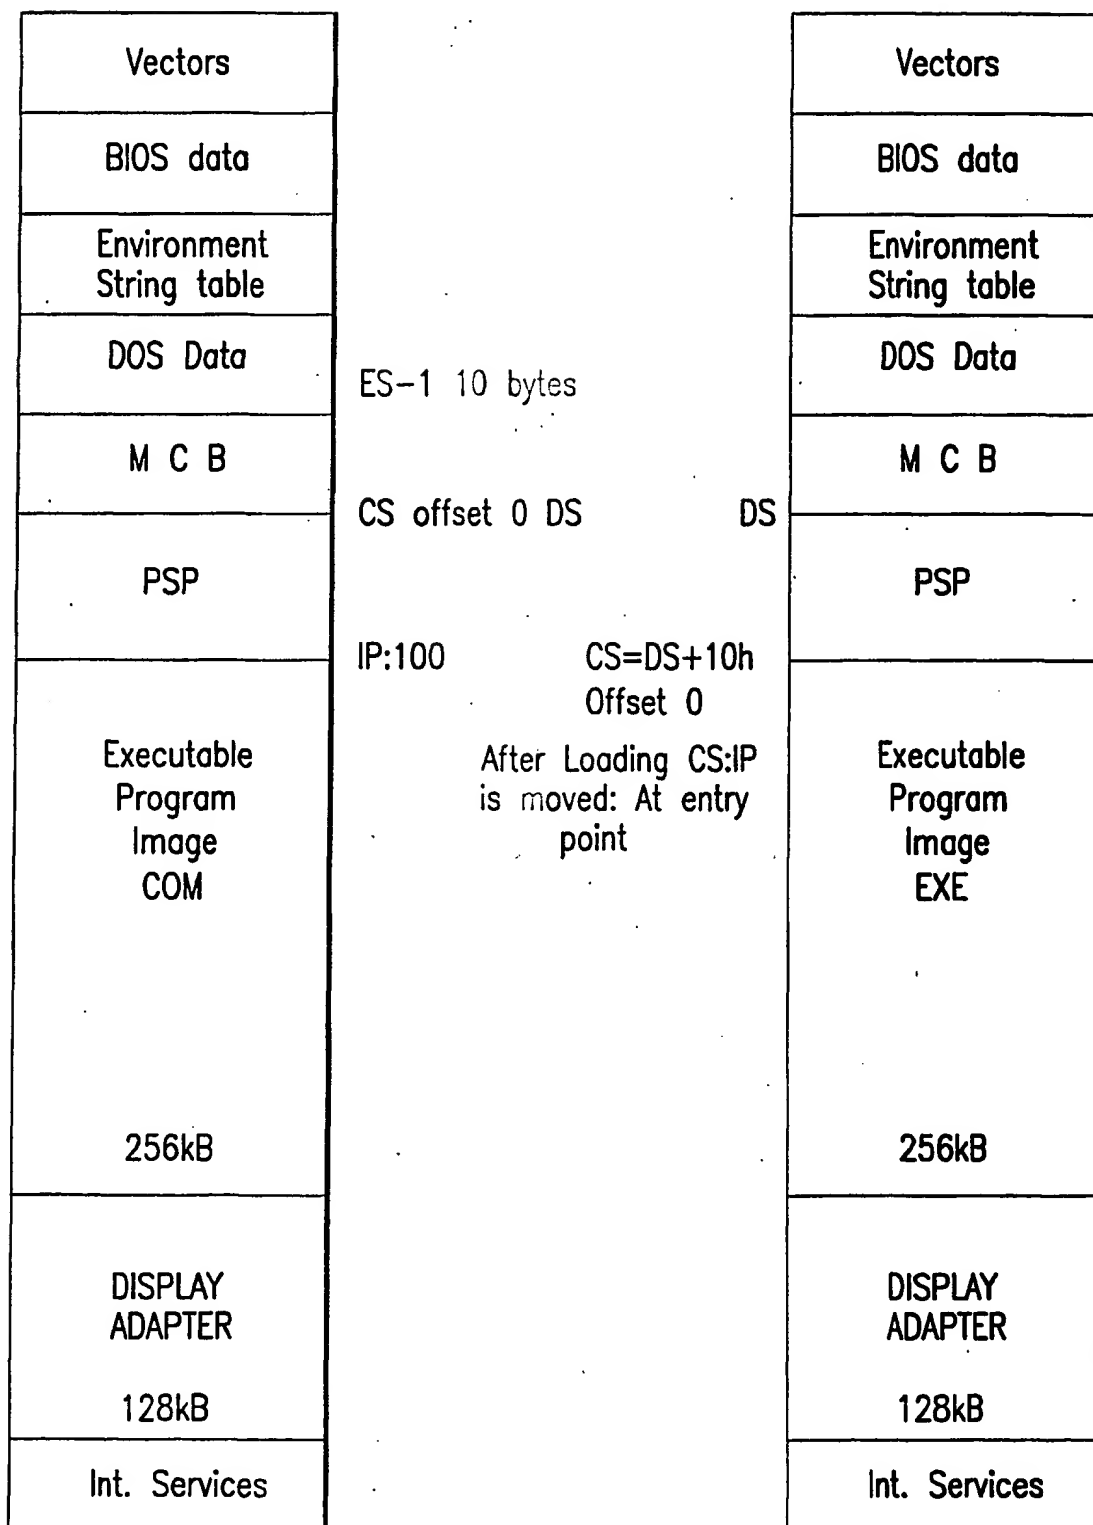 Vectors
BIOS data
Environment
String table
DOS Data
M C B
PSP
Executable
Program
Image
COM
256kB
DISPLAY
ADAPTER
128kB
Int. Services
ES-1 10 bytes
CS offset 0 DS
DS
IP:100
CS=DS+10h
Offset 0
After Loading CS:IP
is moved: At entry
point
Vectors
BIOS data
Environment
String table
DOS Data
M C B
PSP
Executable
Program
Image
EXE
256kB
DISPLAY
ADAPTER
128kB
Int. Services